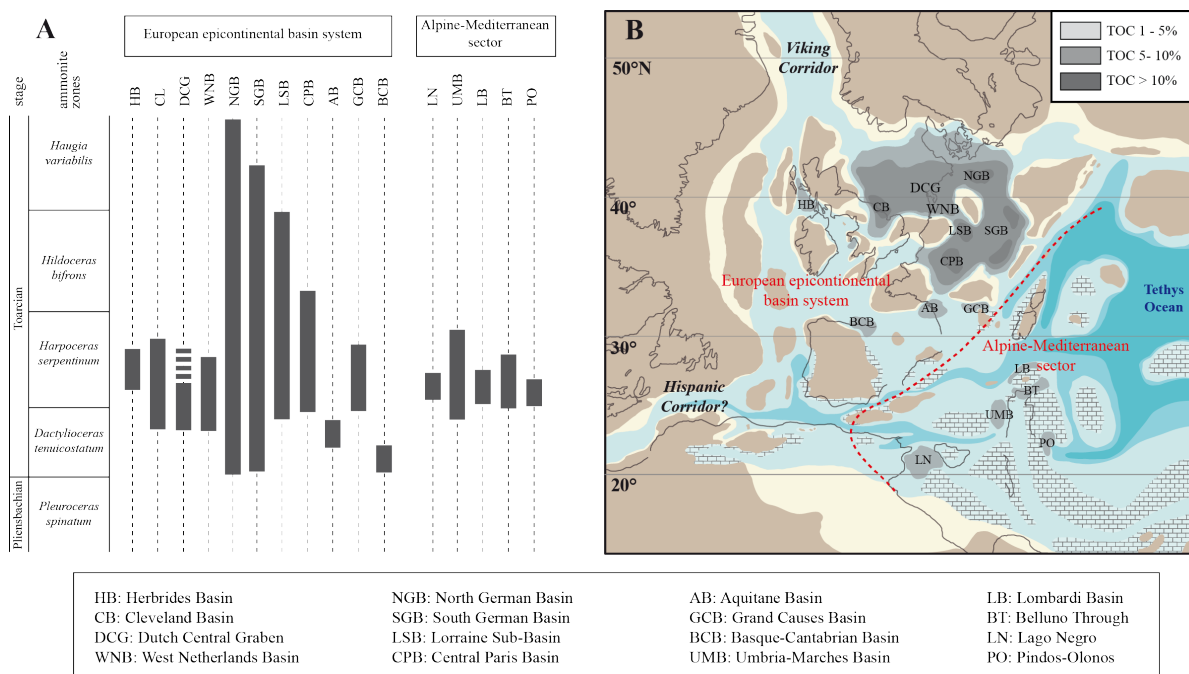 A
European epicontinental basin system
Alpine-Mediterranean
sector
stage
ammonite
zones
HB
CL
DCG
WNB
NGB
SGB
LSB
CPB
AB
GCB
BCB
LN
UMB
LB
BT
PO
Toarcian
Haugia
variabilis
Hildoceras
bifrons
Harpoceras
serpentinum
Dactylioceras
tenuicostatum
Pliensbachian
Pleuroceras
spinatum
B
Viking
Corridor
TOC 1 - 5%
TOC 5- 10%
TOC > 10%
50°N
40°
30°
20°
NGB
DCG
HB
CB
WNB
LSB
SGB
CPB
European epicontionental
basin system
Tethys
Ocean
AB
GCB
BCB
Alpine-Mediterranean
sector
LB
BT
Hispanic
Corridor?
UMB
PO
LN
HB: Herbrides Basin
CB: Cleveland Basin
DCG: Dutch Central Graben
WNB: West Netherlands Basin
NGB: North German Basin
SGB: South German Basin
LSB: Lorraine Sub-Basin
CPB: Central Paris Basin
AB: Aquitane Basin
GCB: Grand Causes Basin
BCB: Basque-Cantabrian Basin
UMB: Umbria-Marches Basin
LB: Lombardi Basin
BT: Belluno Through
LN: Lago Negro
PO: Pindos-Olonos